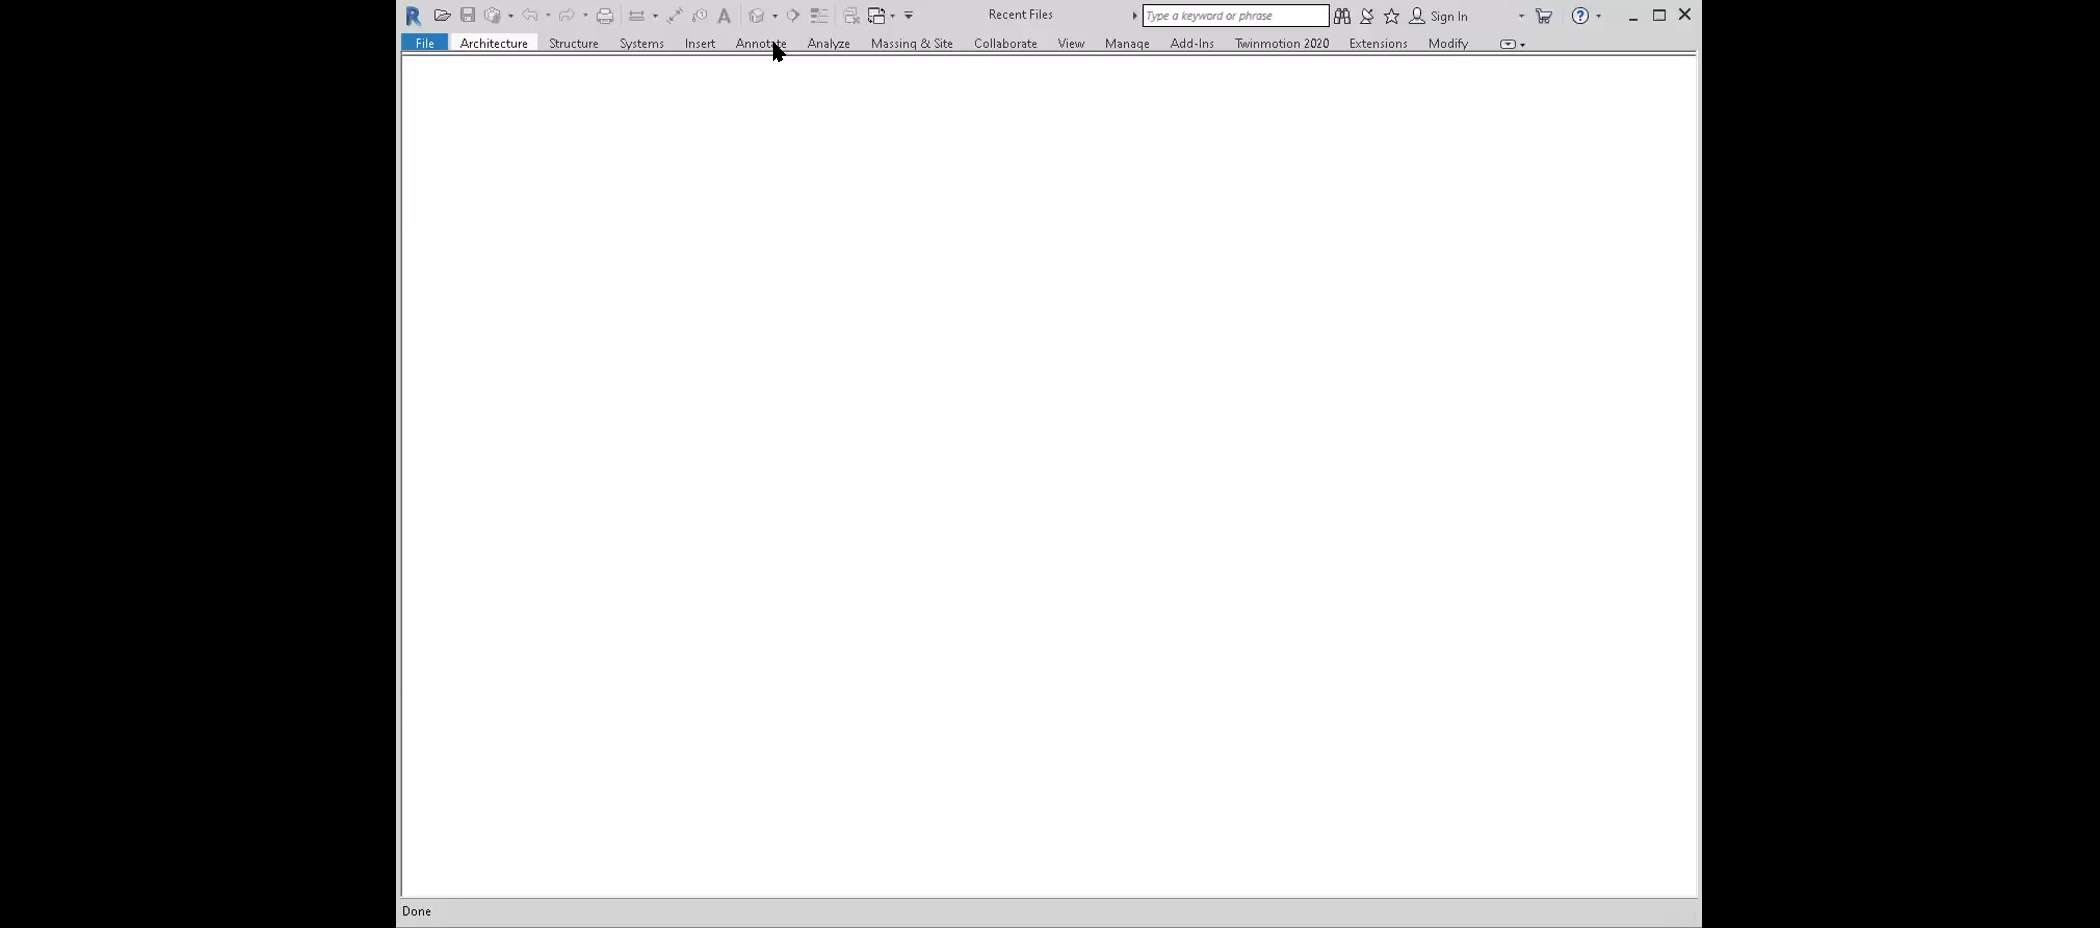 Recent Files
Type a keyword or phrase
Sign In
File Architecture Structure Systems Insert Annotate Analyze Massing & Site Collaborate View Manage Add-Ins Twinmotion 2020 Extensions Modify
Done